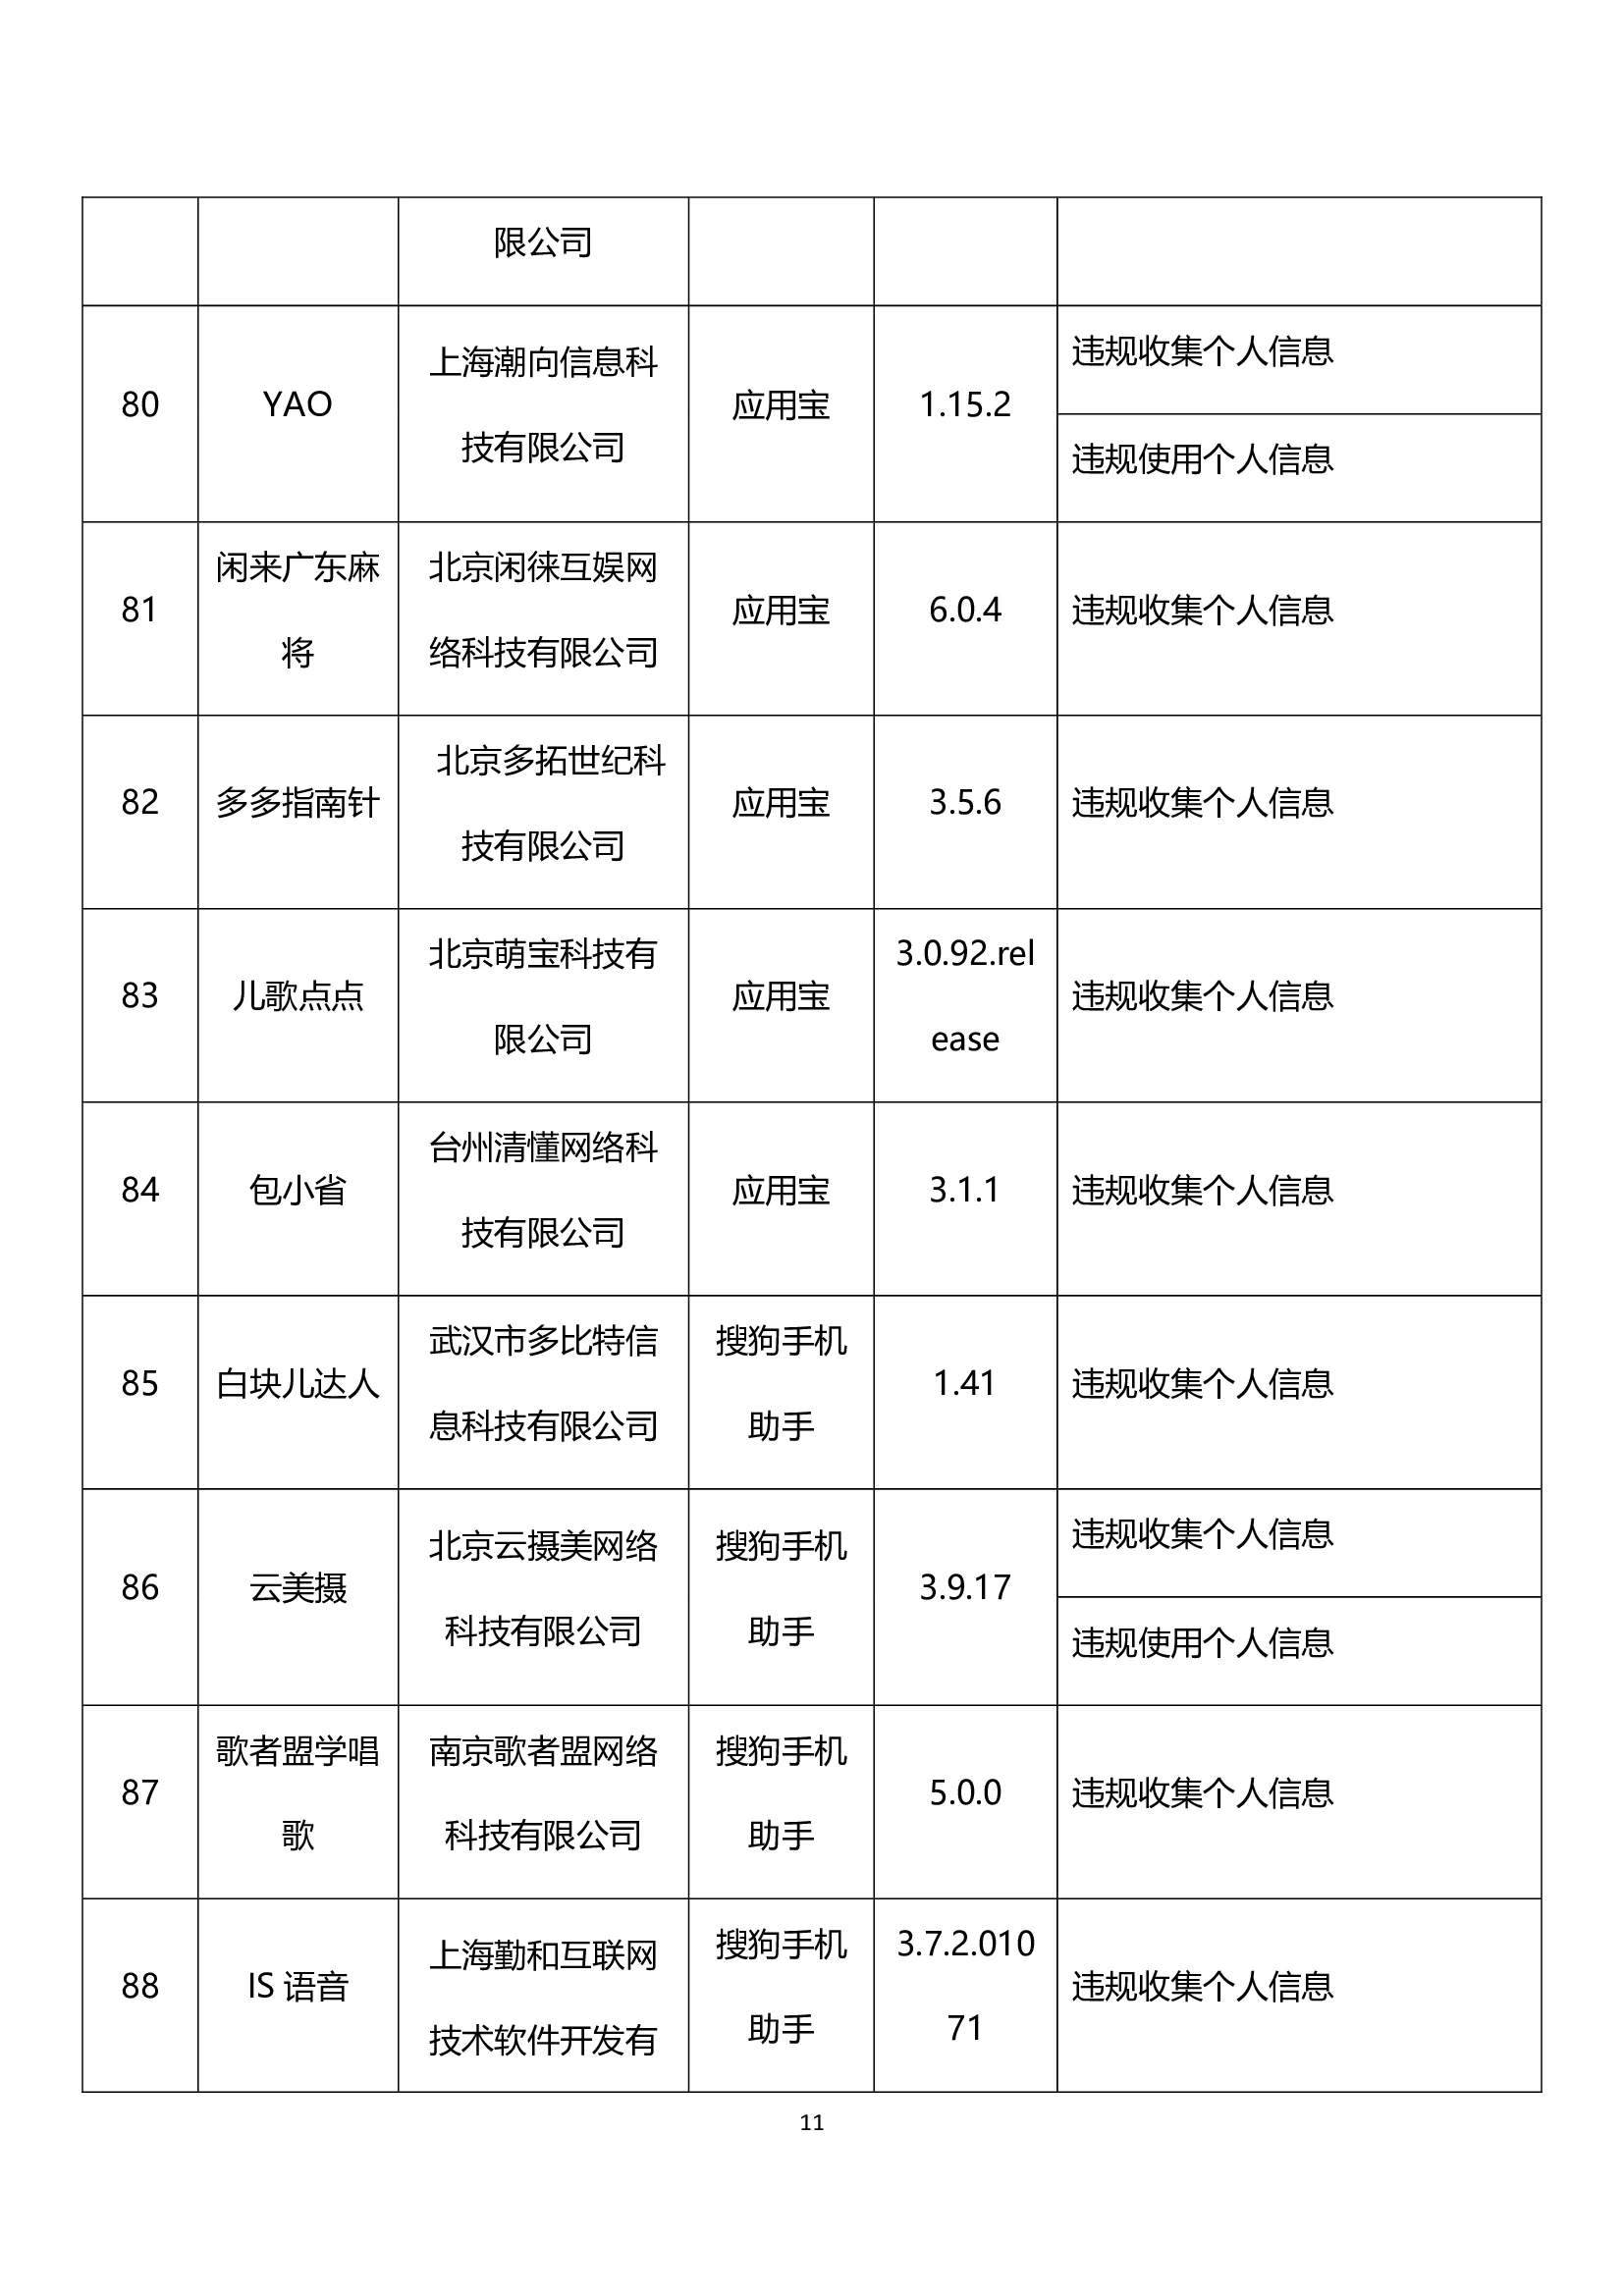 限公司
80
YAO
上海潮向信息科
技有限公司
应用宝
1.15.2
违规收集个人信息
违规使用个人信息
81
闲来广东麻
将
北京闲徕互娱网
络科技有限公司
应用宝
6.0.4
违规收集个人信息
82
多多指南针
北京多拓世纪科
技有限公司
应用宝
3.5.6
违规收集个人信息
83
儿歌点点
北京萌宝科技有
限公司
应用宝
3.0.92.rel
ease
违规收集个人信息
84
包小省
台州清懂网络科
技有限公司
应用宝
3.1.1
违规收集个人信息
85
白块儿达人
武汉市多比特信
息科技有限公司
搜狗手机
助手
1.41
违规收集个人信息
86
云美摄
北京云摄美网络
科技有限公司
搜狗手机
助手
3.9.17
违规收集个人信息
违规使用个人信息
87
歌者盟学唱
歌
南京歌者盟网络
科技有限公司
搜狗手机
助手
5.0.0
违规收集个人信息
88
IS 语音
上海勤和互联网
技术软件开发有
搜狗手机
助手
3.7.2.010
71
违规收集个人信息
11